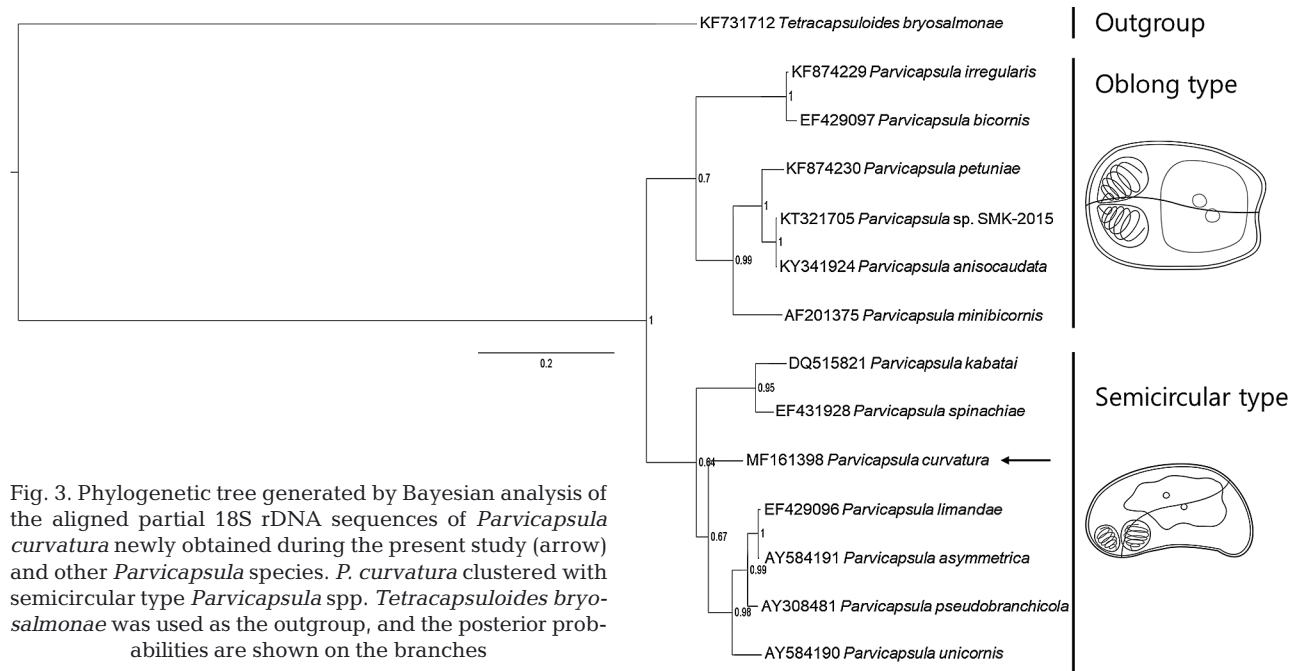 KF731712 Tetracapsuloides bryosalmonae
Outgroup
KF874229 Parvicapsula irregularis
1
EF429097 Parvicapsula bicornis
Oblong type
0.7
KF874230 Parvicapsula petuniae
1
KT321705 Parvicapsula sp. SMK-2015
1
KY341924 Parvicapsula anisocaudata
0.99
AF201375 Parvicapsula minibicornis
1
0.2
DQ515821 Parvicapsula kabatai
0.95
EF431928 Parvicapsula spinachiae
Semicircular type
0.64
MF161398 Parvicapsula curvatura
EF429096 Parvicapsula limandae
1
0.67
AY584191 Parvicapsula asymmetrica
0.99
AY308481 Parvicapsula pseudobranchicola
0.98
AY584190 Parvicapsula unicornis
Fig. 3. Phylogenetic tree generated by Bayesian analysis of
the aligned partial 18S rDNA sequences of Parvicapsula
curvatura newly obtained during the present study (arrow)
and other Parvicapsula species. P. curvatura clustered with
semicircular type Parvicapsula spp. Tetracapsuloides bryo-
salmonae was used as the outgroup, and the posterior prob-
abilities are shown on the branches